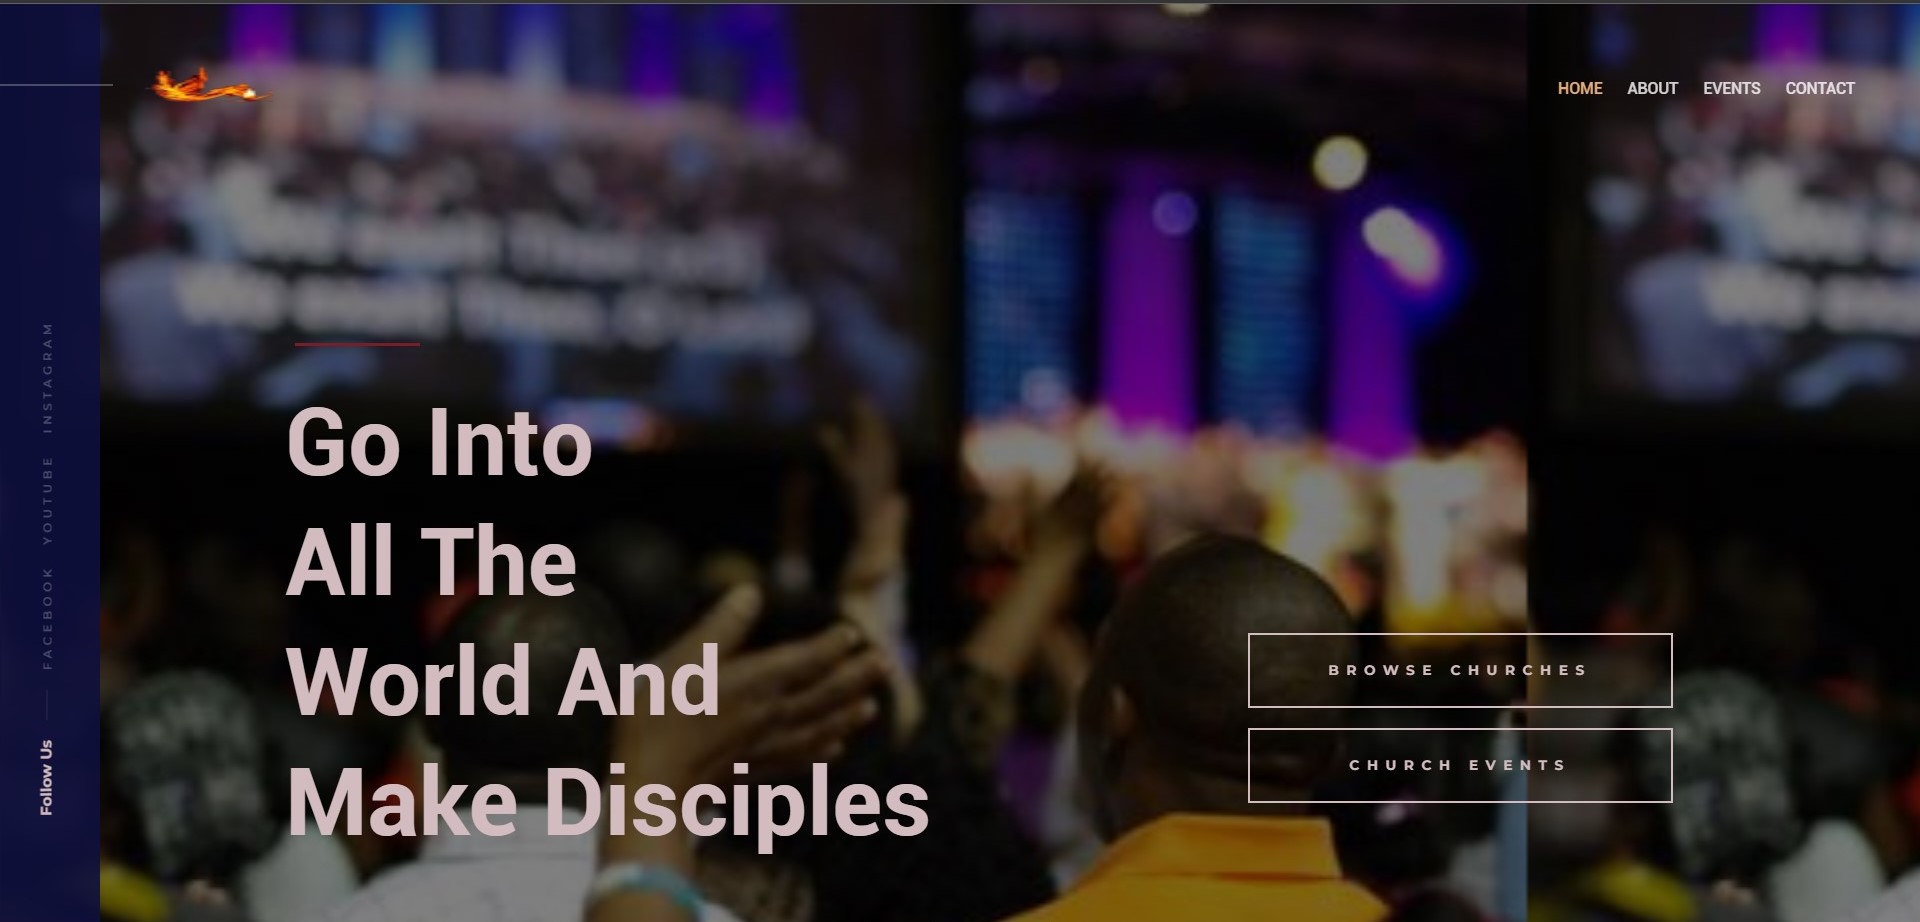 HOME ABOUT EVENTS CONTACT
Go Into
All The
World And
Make Disciples
BROWSE CHURCHES
CHURCH EVENTS
Follow Us
FACEBOOK YOUTUBE INSTAGRAM